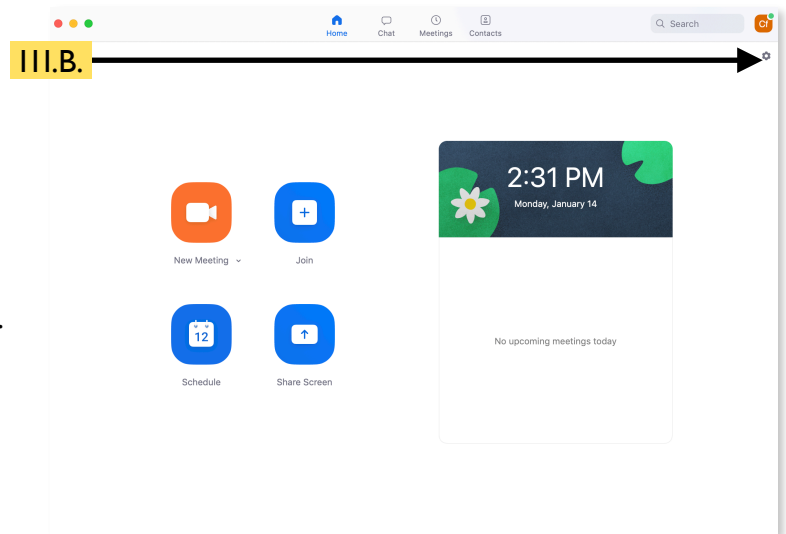 Home Chat Meetings Contacts Search Cf
III.B.
2:31 PM
Monday, January 14
New Meeting Join
12
No upcoming meetings today
Schedule Share Screen